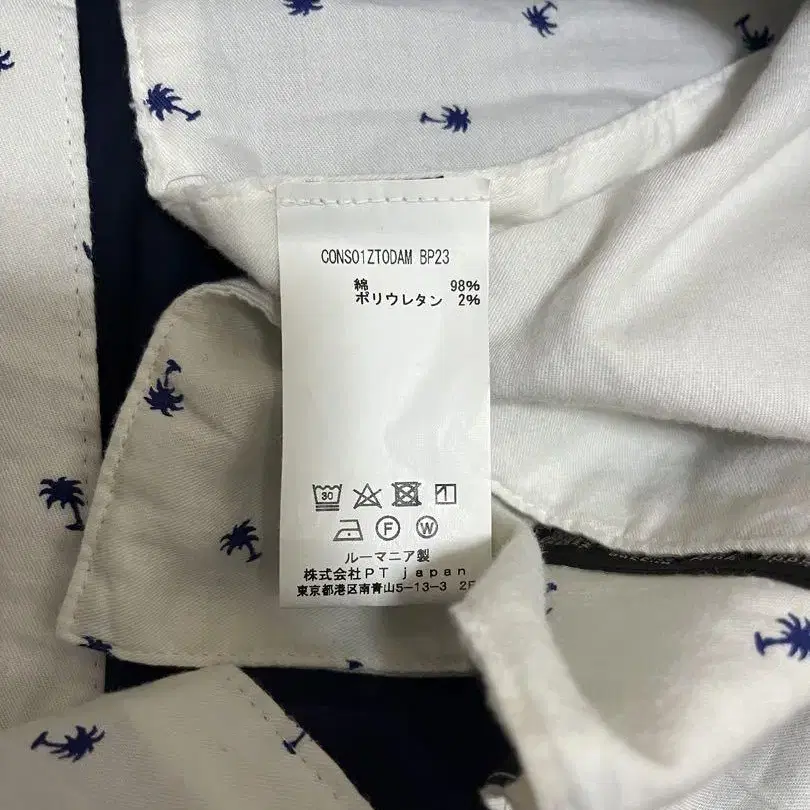 CONS01ZT0DAM BP23
綿 98%
ポリウレタン 2%
30
F W
ルーマニア製
株式会社PT japan
東京都港区南青山5-13-3 2F